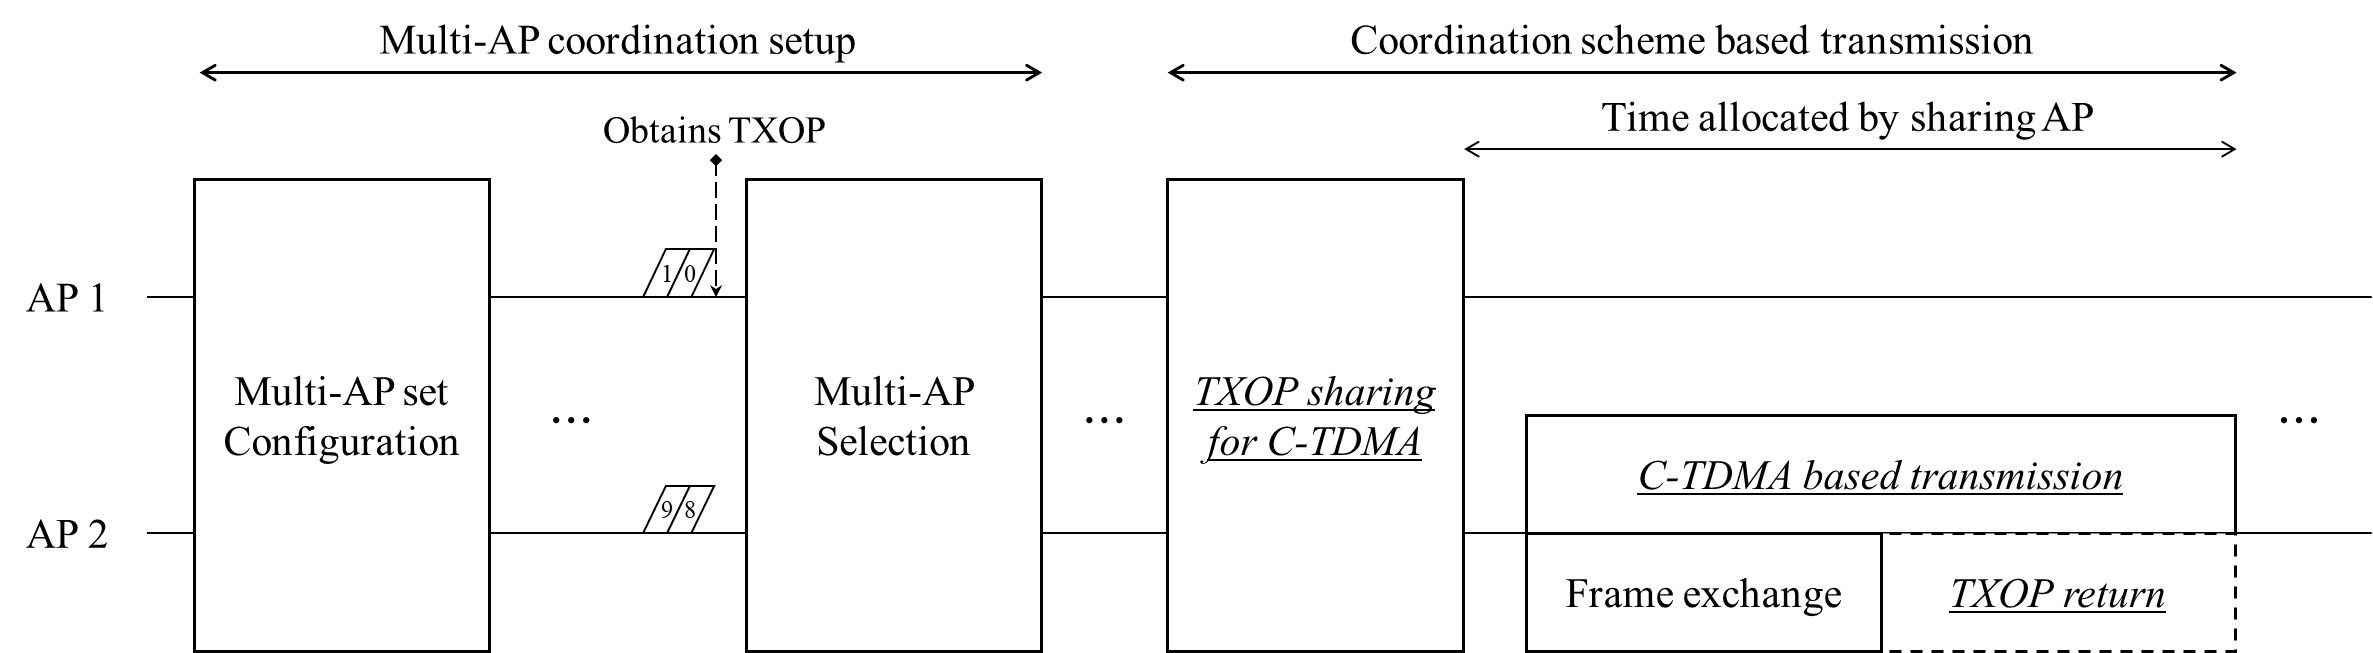 Multi-AP coordination setup
Coordination scheme based transmission
Time allocated by sharing AP
Obtains TXOP
AP 1
1 0
Multi-AP set
Configuration
...
Multi-AP
Selection
...
TXOP sharing
for C-TDMA
...
C-TDMA based transmission
AP 2
9 8
Frame exchange
TXOP return